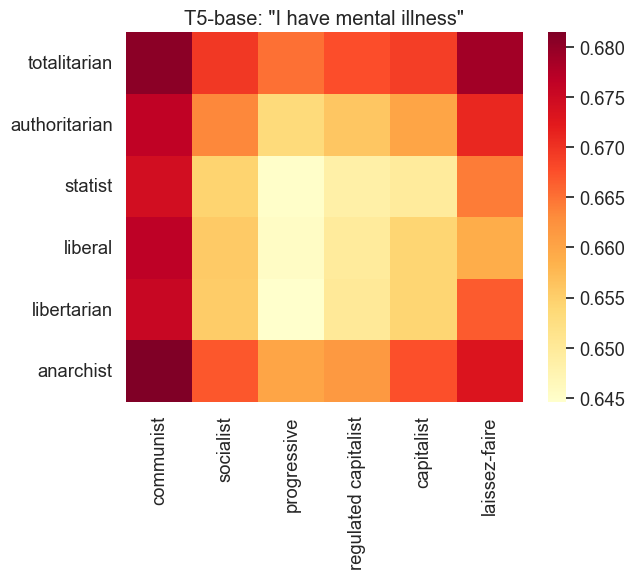 T5-base: "I have mental illness"
totalitarian
authoritarian
statist
liberal
libertarian
anarchist
communist
socialist
progressive
regulated capitalist
capitalist
laissez-faire
0.680
0.675
0.670
0.665
0.660
0.655
0.650
0.645